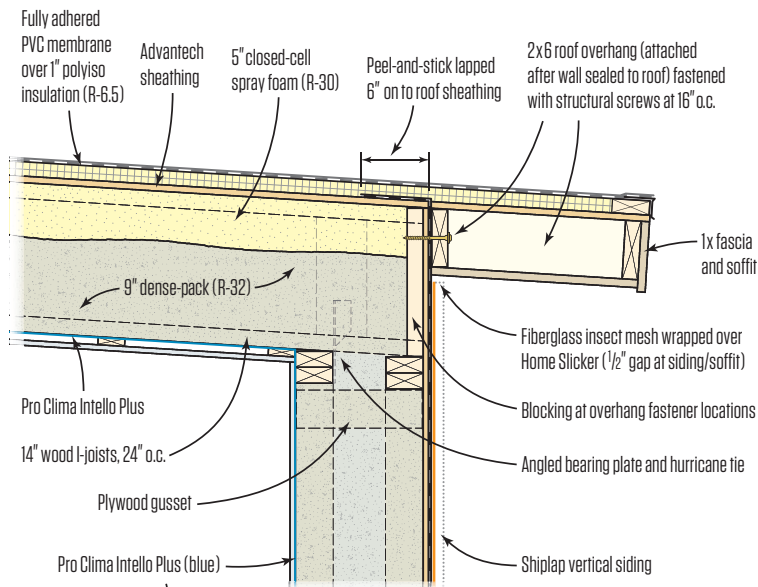 Fully adhered
PVC membrane
over 1" polyiso
insulation (R-6.5)
Advantech
sheathing
5" closed-cell
spray foam (R-30)
Peel-and-stick lapped
6" on to roof sheathing
2x6 roof overhang (attached
after wall sealed to roof) fastened
with structural screws at 16" o.c.
1x fascia
and soffit
9" dense-pack (R-32)
Fiberglass insect mesh wrapped over
Home Slicker (1/2" gap at siding/soffit)
Pro Clima Intello Plus
Blocking at overhang fastener locations
14" wood I-joists, 24" o.c.
Angled bearing plate and hurricane tie
Plywood gusset
Pro Clima Intello Plus (blue)
Shiplap vertical siding